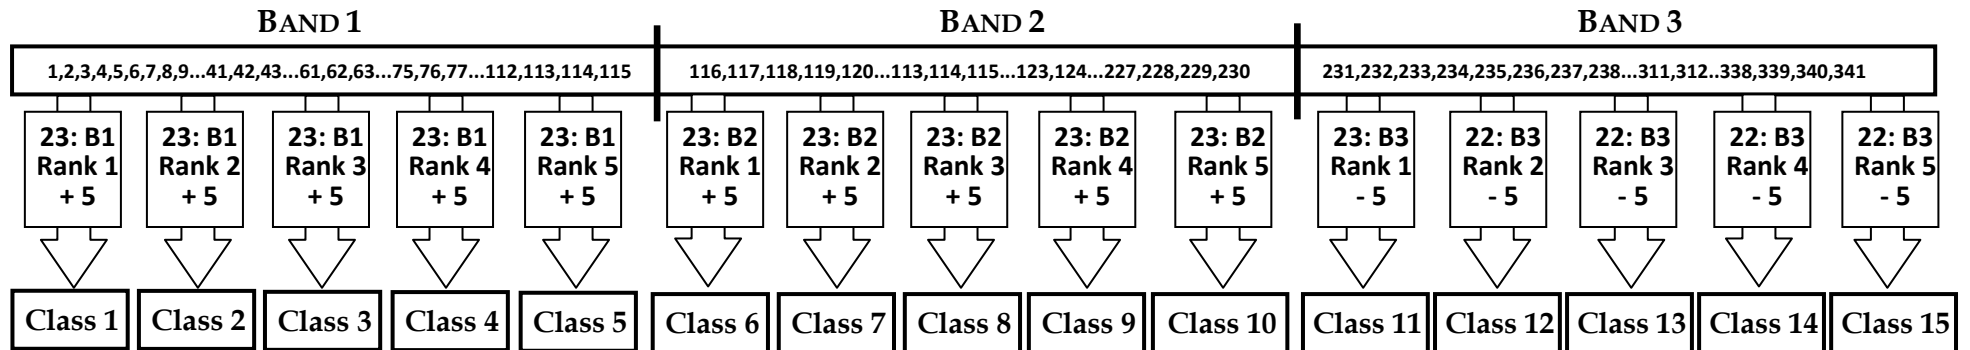 BAND 1 BAND 2 BAND 3
1,2,3,4,5,6,7,8,9...41,42,43...61,62,63...75,76,77...112,113,114,115 116,117,118,119,120...113,114,115...123,124...227,228,229,230 231,232,233,234,235,236,237,238...311,312..338,339,340,341
23: B1 23: B1 23: B1 23: B1 23: B1 23: B2 23: B2 23: B2 23: B2 23: B2 23: B3 22: B3 22: B3 22: B3 22: B3
Rank 1 Rank 2 Rank 3 Rank 4 Rank 5 Rank 1 Rank 2 Rank 3 Rank 4 Rank 5 Rank 1 Rank 2 Rank 3 Rank 4 Rank 5
+ 5 + 5 + 5 + 5 + 5 + 5 + 5 + 5 + 5 + 5 - 5 - 5 - 5 - 5 - 5
Class 1 Class 2 Class 3 Class 4 Class 5 Class 6 Class 7 Class 8 Class 9 Class 10 Class 11 Class 12 Class 13 Class 14 Class 15